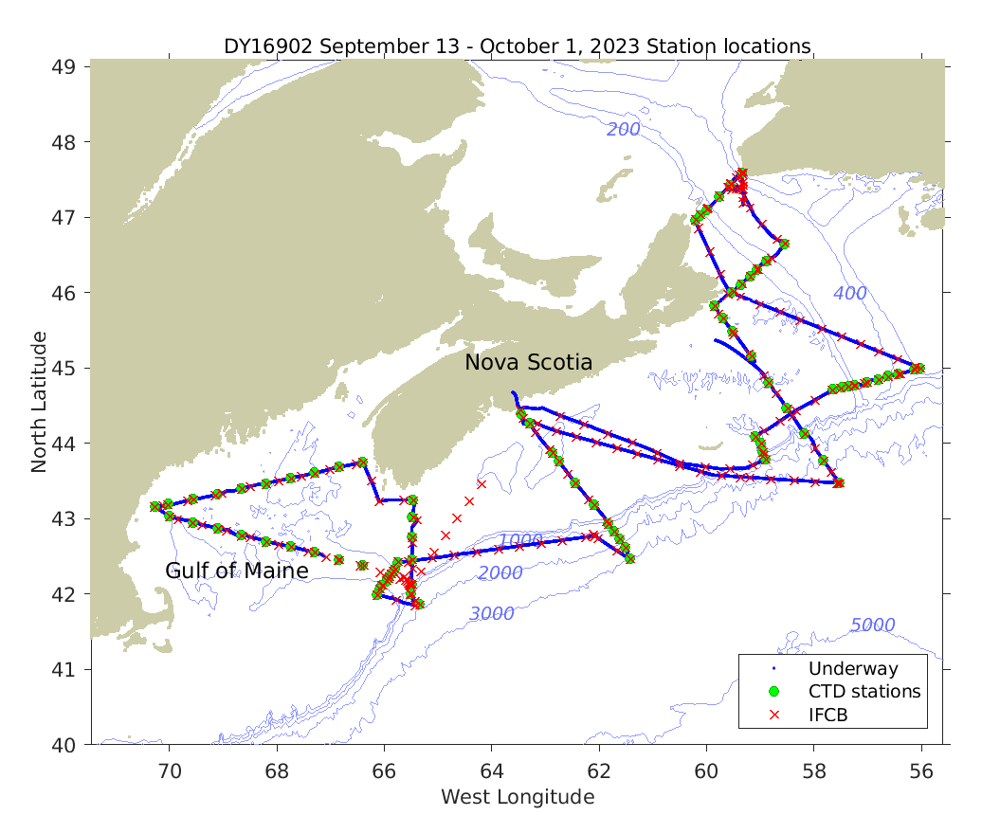 DY16902 September 13 - October 1, 2023 Station locations
49
48
47
46
45
44
43
42
41
40
North Latitude
200
400
Nova Scotia
1000
2000
3000
5000
Gulf of Maine
Underway
CTD stations
IFCB
70 68 66 64 62 60 58 56
West Longitude